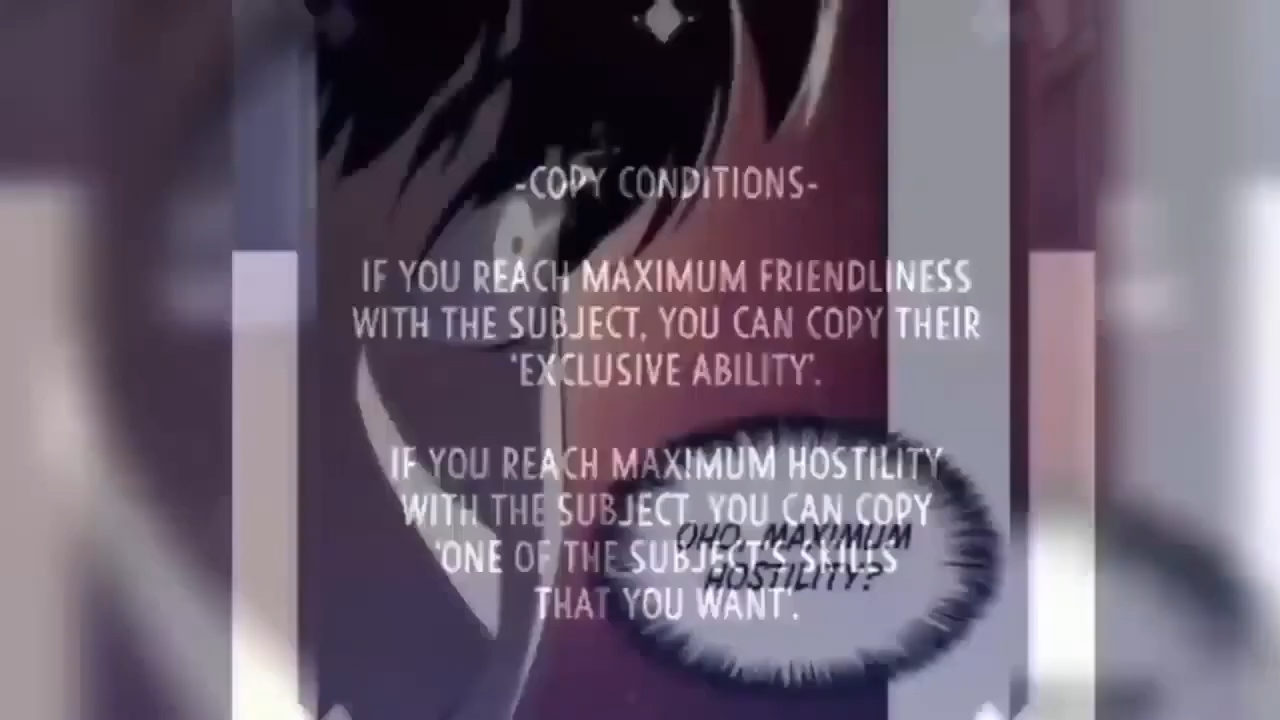 -COPY CONDITIONS-
IF YOU REACH MAXIMUM FRIENDLINESS
WITH THE SUBJECT, YOU CAN COPY THEIR
'EXCLUSIVE ABILITY'.
IF YOU REACH MAXIMUM HOSTILITY
WITH THE SUBJECT, YOU CAN COPY
'ONE OF THE SUBJECT'S SKILLS
THAT YOU WANT'.
OHO, MAXIMUM
HOSTILITY?